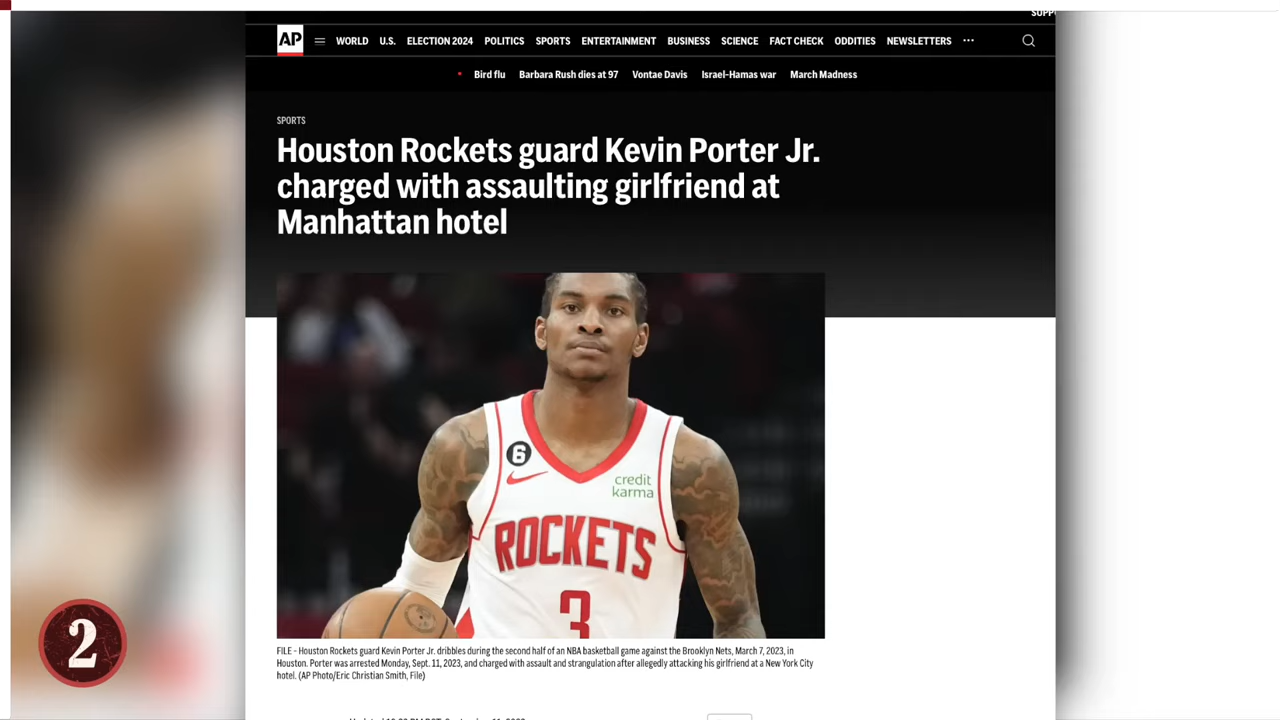 SUPPO
AP
WORLD U.S. ELECTION 2024 POLITICS SPORTS ENTERTAINMENT BUSINESS SCIENCE FACT CHECK ODDITIES NEWSLETTERS ...
Bird flu Barbara Rush dies at 97 Vontae Davis Israel-Hamas war March Madness
SPORTS
Houston Rockets guard Kevin Porter Jr.
charged with assaulting girlfriend at
Manhattan hotel
6
credit
karma
ROCKETS
3
FILE - Houston Rockets guard Kevin Porter Jr. dribbles during the second half of an NBA basketball game against the Brooklyn Nets, March 7, 2023, in
Houston. Porter was arrested Monday, Sept. 11, 2023, and charged with assault and strangulation after allegedly attacking his girlfriend at a New York City
hotel. (AP Photo/Eric Christian Smith, File)
2